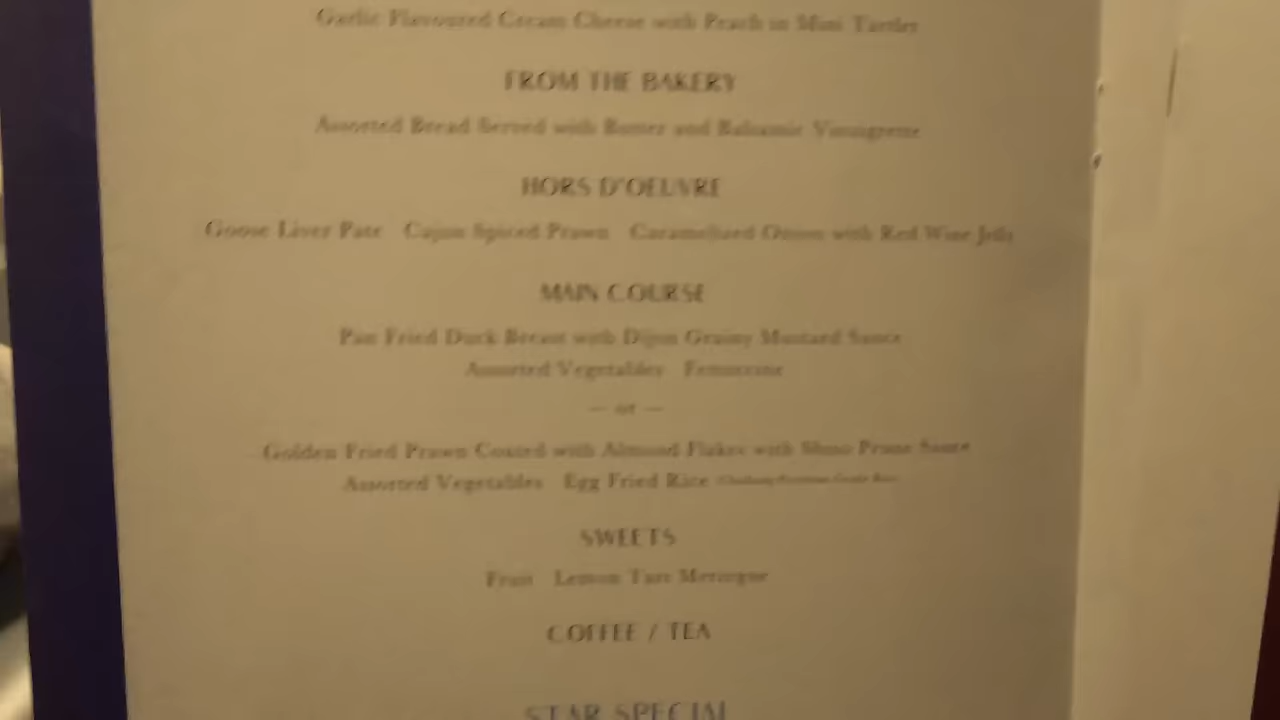 Garlic Flavoured Cream Cheese with Peach in Mini Tartlet
FROM THE BAKERY
Assorted Bread Served with Butter and Balsamic Vinaigrette
HORS D'OEUVRE
Goose Liver Pate Cajun Spiced Prawn Caramelised Onion with Red Wine Jelly
MAIN COURSE
Pan Fried Duck Breast with Dijon Grainy Mustard Sauce
Assorted Vegetables Fettuccine
— or —
Golden Fried Prawn Coated with Almond Flakes with Prune Sauce
Assorted Vegetables Egg Fried Rice
SWEETS
Fruit Lemon Tart Meringue
COFFEE / TEA
STAR SPECIAL